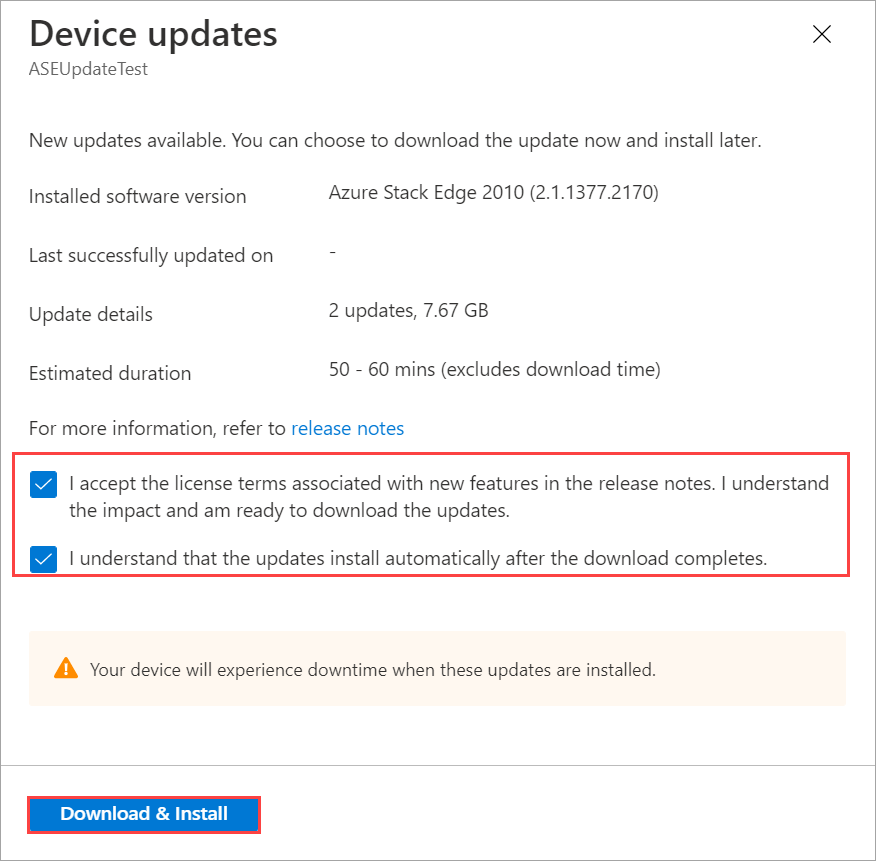 Device updates
ASEUpdateTest
New updates available. You can choose to download the update now and install later.
Installed software version
Azure Stack Edge 2010 (2.1.1377.2170)
Last successfully updated on
-
Update details
2 updates, 7.67 GB
Estimated duration
50 - 60 mins (excludes download time)
For more information, refer to release notes
I accept the license terms associated with new features in the release notes. I understand
the impact and am ready to download the updates.
I understand that the updates install automatically after the download completes.
Your device will experience downtime when these updates are installed.
Download & Install